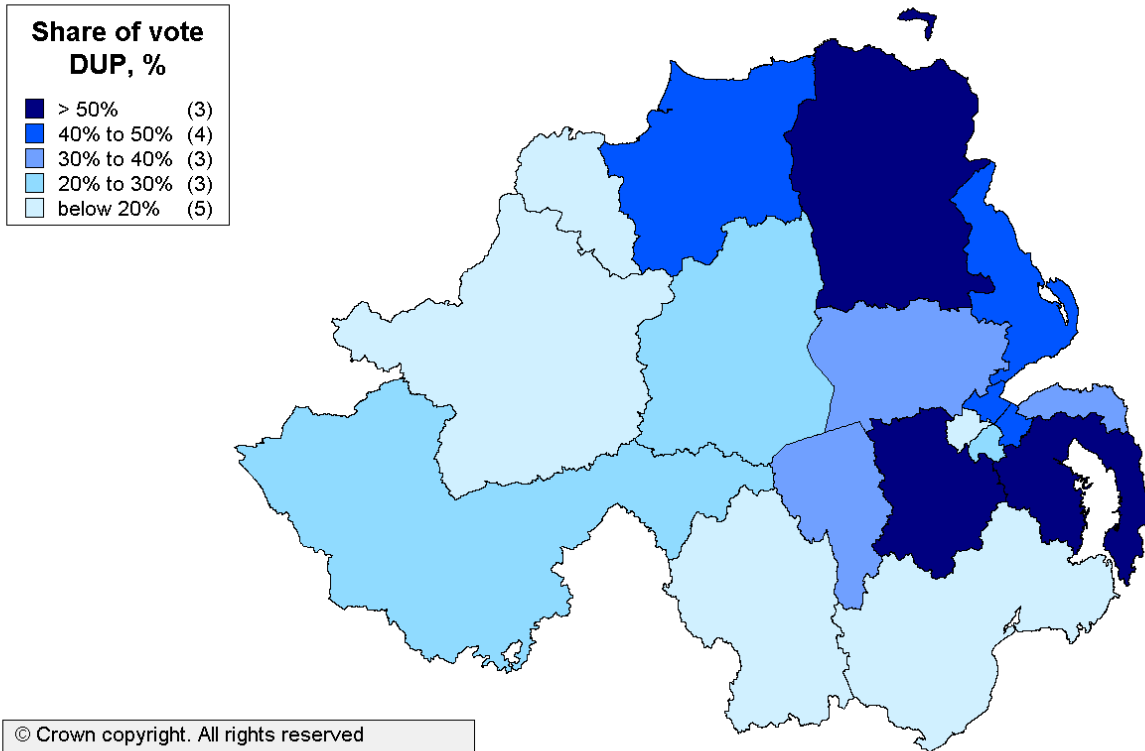 Share of vote
DUP, %
> 50% (3)
40% to 50% (4)
30% to 40% (3)
20% to 30% (3)
below 20% (5)
© Crown copyright. All rights reserved